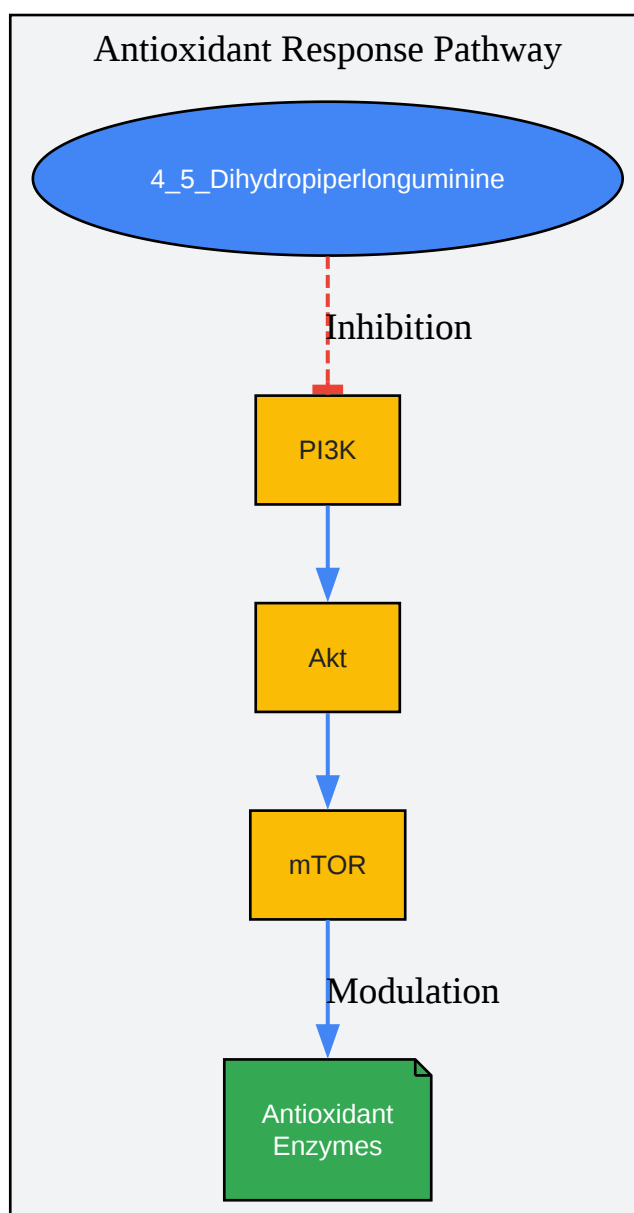 Antioxidant Response Pathway
4_5_Dihydropiperlonguminine
Inhibition
PI3K
Akt
mTOR
Modulation
Antioxidant
Enzymes